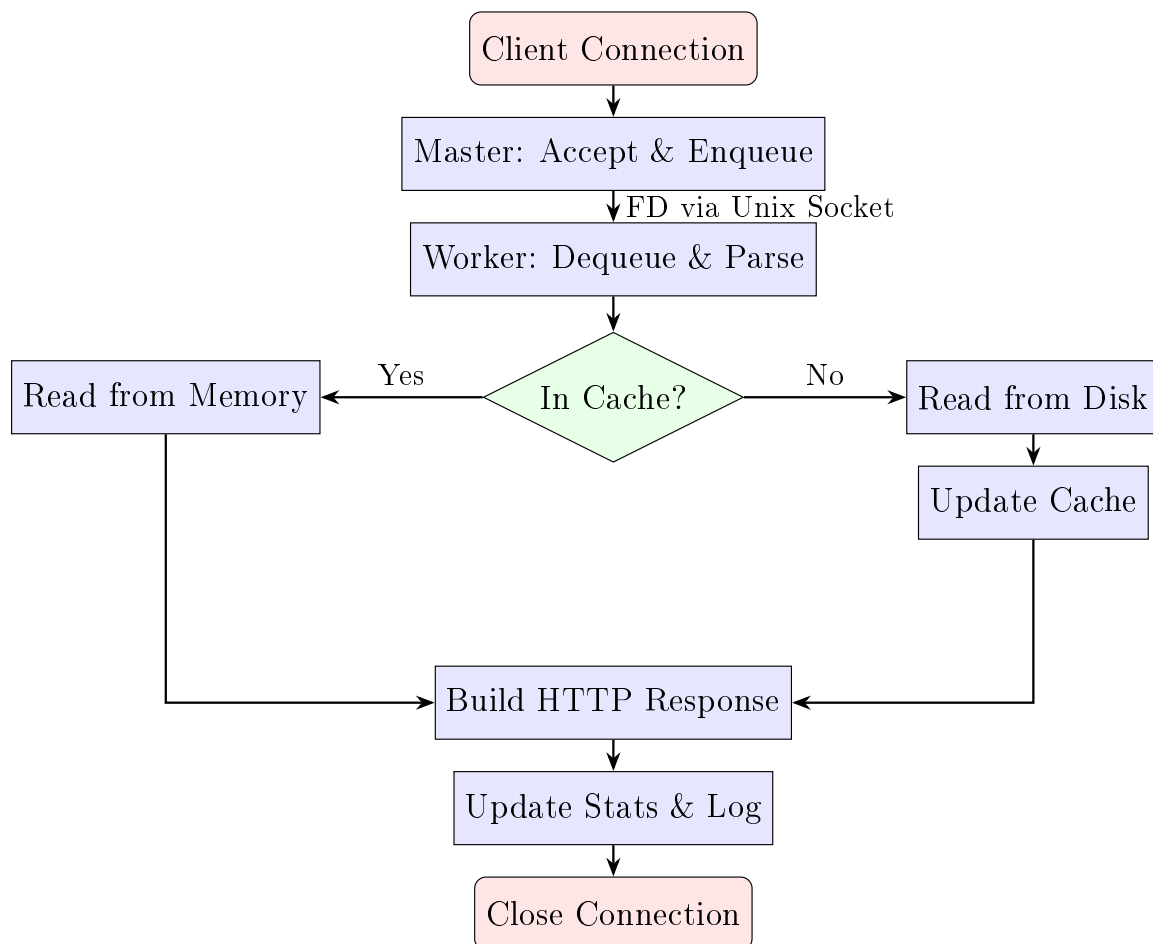 Client Connection
Master: Accept & Enqueue
FD via Unix Socket
Worker: Dequeue & Parse
Yes
No
Read from Memory
In Cache?
Read from Disk
Update Cache
Build HTTP Response
Update Stats & Log
Close Connection